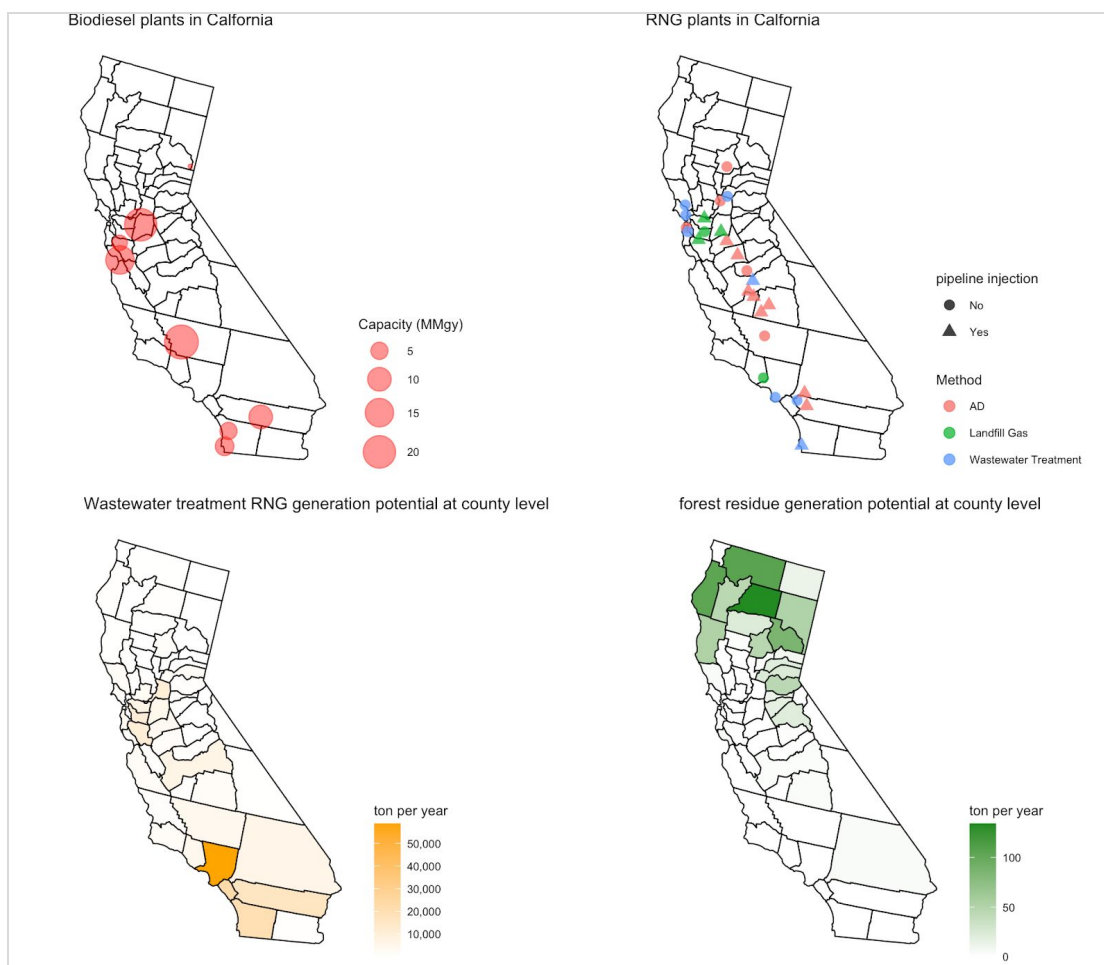 Biodiesel plants in Calfornia
RNG plants in Calfornia
Capacity (MMgy)
5
10
15
20
pipeline injection
No
Yes
Method
AD
Landfill Gas
Wastewater Treatment
Wastewater treatment RNG generation potential at county level
forest residue generation potential at county level
ton per year
50,000
40,000
30,000
20,000
10,000
ton per year
100
50
0